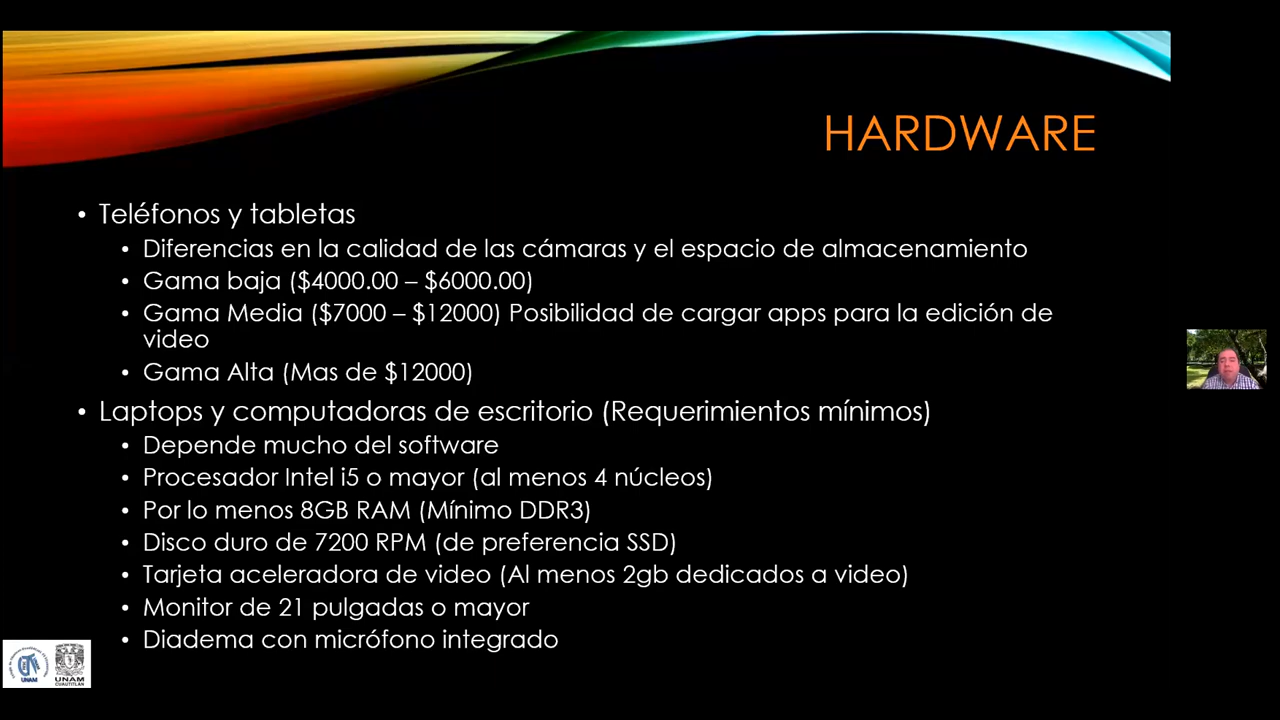 HARDWARE
• Teléfonos y tabletas
• Diferencias en la calidad de las cámaras y el espacio de almacenamiento
• Gama baja ($4000.00 – $6000.00)
• Gama Media ($7000 – $12000) Posibilidad de cargar apps para la edición de
video
• Gama Alta (Mas de $12000)
• Laptops y computadoras de escritorio (Requerimientos mínimos)
• Depende mucho del software
• Procesador Intel i5 o mayor (al menos 4 núcleos)
• Por lo menos 8GB RAM (Mínimo DDR3)
• Disco duro de 7200 RPM (de preferencia SSD)
• Tarjeta aceleradora de video (Al menos 2gb dedicados a video)
• Monitor de 21 pulgadas o mayor
• Diadema con micrófono integrado
UNAM
UNAM
CUAUTITLÁN